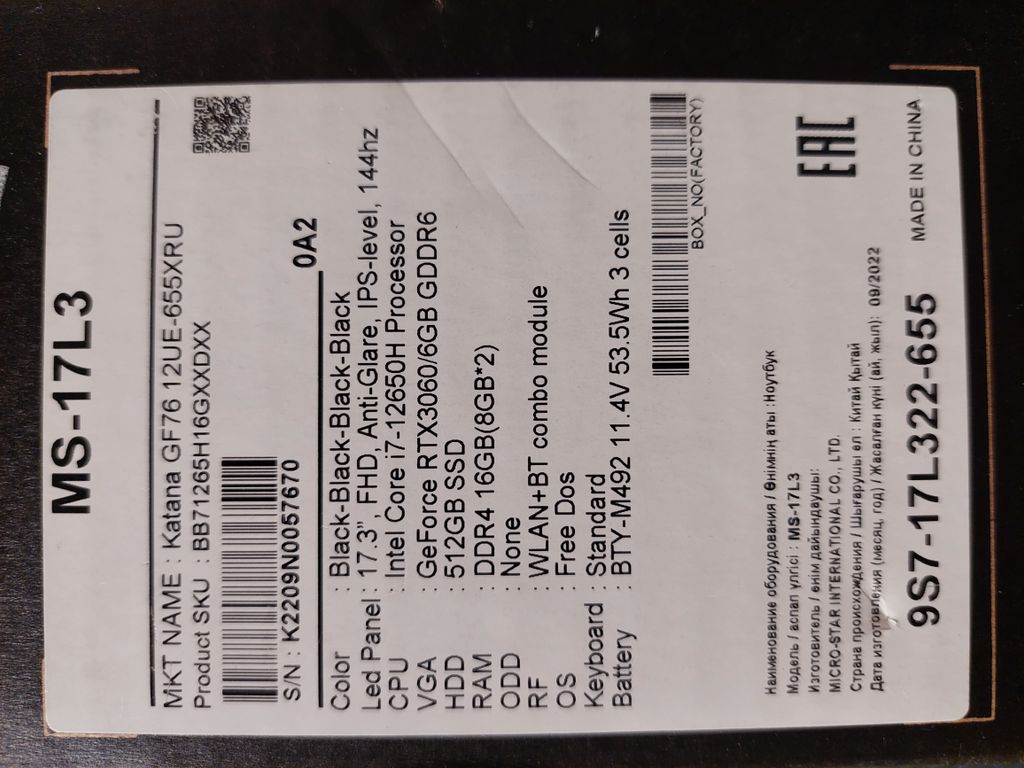 MS-17L3
MKT NAME : Katana GF76 12UE-655XRU
Product SKU : BB71265H16GXXDXX
S/N : K2209N0057670
0A2
Color : Black-Black-Black-Black
Led Panel : 17.3”, FHD, Anti-Glare, IPS-level, 144hz
CPU : Intel Core i7-12650H Processor
VGA : GeForce RTX3060/6GB GDDR6
HDD : 512GB SSD
RAM : DDR4 16GB(8GB*2)
ODD : None
RF : WLAN+BT combo module
OS : Free Dos
Keyboard : Standard
Battery : BTY-M492 11.4V 53.5Wh 3 cells
BOX_NO(FACTORY)
EAC
Наименование оборудования / Өнімнің аты :Ноутбук
Модель / аспап үлгісі : MS-17L3
Изготовитель / өнім дайындаушы:
MICRO-STAR INTERNATIONAL CO., LTD.
Страна происхождения / Шығарушы ел : Китай Қытай
Дата изготовления (месяц, год) / Жасалған күні (ай, жыл): 09/2022
9S7-17L322-655 MADE IN CHINA